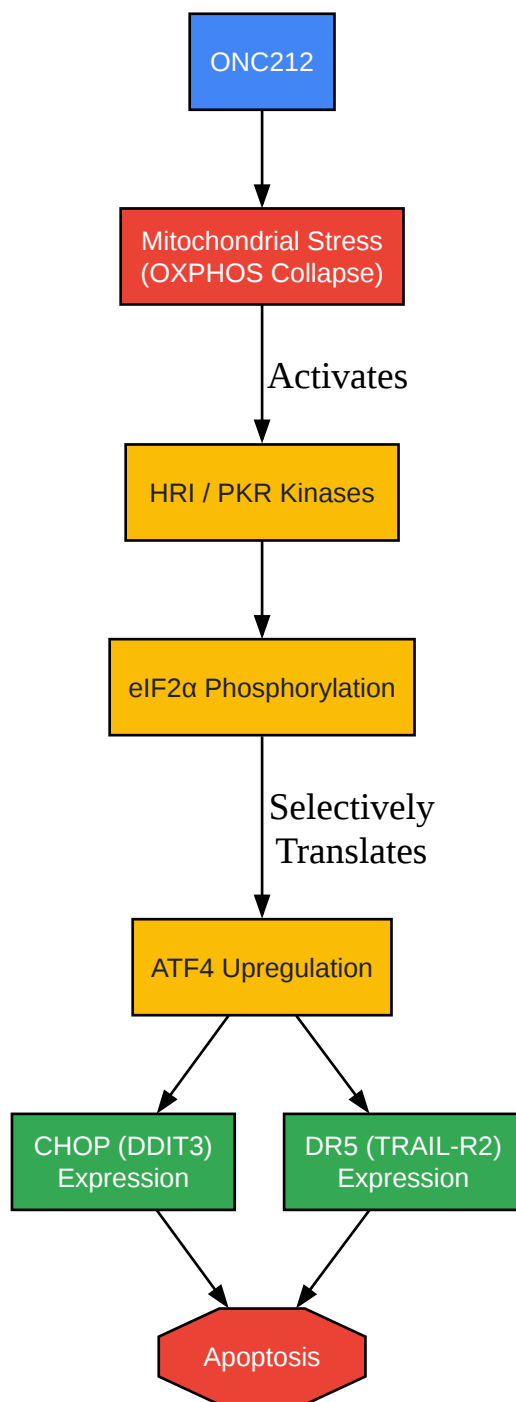 ONC212
Mitochondrial Stress
(OXPHOS Collapse)
Activates
HRI / PKR Kinases
eIF2α Phosphorylation
Selectively
Translates
ATF4 Upregulation
CHOP (DDIT3)
Expression
DR5 (TRAIL-R2)
Expression
Apoptosis